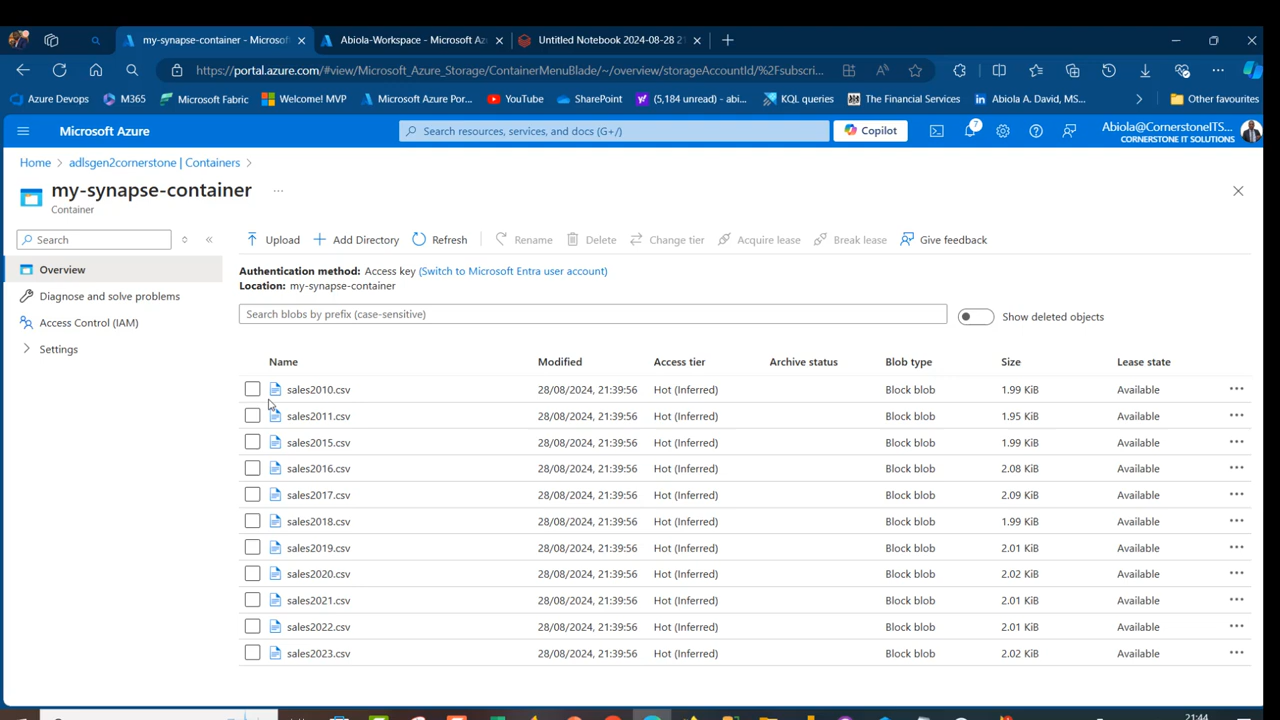 my-synapse-container - Microsof
Abiola-Workspace - Microsoft Az
Untitled Notebook 2024-08-28 2
https://portal.azure.com/#view/Microsoft_Azure_Storage/ContainerMenuBlade/~/overview/storageAccountId/%2Fsubscri...
Azure Devops
M365
Microsoft Fabric
Welcome! MVP
Microsoft Azure Por...
YouTube
SharePoint
(5,184 unread) - abi...
KQL queries
The Financial Services
Abiola A. David, MS...
Other favourites
Microsoft Azure
Search resources, services, and docs (G+/)
Copilot
7
Abiola@CornerstoneITS...
CORNERSTONE IT SOLUTIONS
Home > adlsgen2cornerstone | Containers >
my-synapse-container ...
Container
Search
Overview
Diagnose and solve problems
Access Control (IAM)
Settings
Upload
Add Directory
Refresh
Rename
Delete
Change tier
Acquire lease
Break lease
Give feedback
Authentication method: Access key (Switch to Microsoft Entra user account)
Location: my-synapse-container
Search blobs by prefix (case-sensitive)
Show deleted objects
Name Modified Access tier Archive status Blob type Size Lease state
sales2010.csv 28/08/2024, 21:39:56 Hot (Inferred) Block blob 1.99 KiB Available ...
sales2011.csv 28/08/2024, 21:39:56 Hot (Inferred) Block blob 1.95 KiB Available ...
sales2015.csv 28/08/2024, 21:39:56 Hot (Inferred) Block blob 1.99 KiB Available ...
sales2016.csv 28/08/2024, 21:39:56 Hot (Inferred) Block blob 2.08 KiB Available ...
sales2017.csv 28/08/2024, 21:39:56 Hot (Inferred) Block blob 2.09 KiB Available ...
sales2018.csv 28/08/2024, 21:39:56 Hot (Inferred) Block blob 1.99 KiB Available ...
sales2019.csv 28/08/2024, 21:39:56 Hot (Inferred) Block blob 2.01 KiB Available ...
sales2020.csv 28/08/2024, 21:39:56 Hot (Inferred) Block blob 2.02 KiB Available ...
sales2021.csv 28/08/2024, 21:39:56 Hot (Inferred) Block blob 2.01 KiB Available ...
sales2022.csv 28/08/2024, 21:39:56 Hot (Inferred) Block blob 2.01 KiB Available ...
sales2023.csv 28/08/2024, 21:39:56 Hot (Inferred) Block blob 2.02 KiB Available ...
21:44